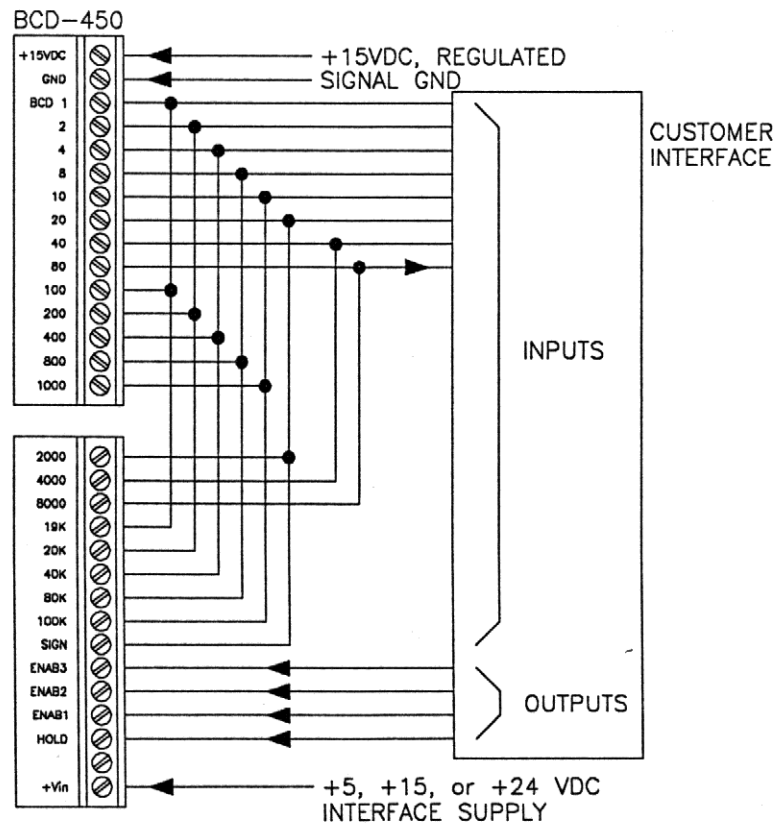 BCD-450
+15VDC
GND
BCD 1
2
4
8
10
20
40
80
100
200
400
800
1000
2000
4000
8000
19K
20K
40K
80K
100K
SIGN
ENAB3
ENAB2
ENAB1
HOLD
+Vin
+15VDC, REGULATED
SIGNAL GND
CUSTOMER
INTERFACE
INPUTS
OUTPUTS
+5, +15, or +24 VDC
INTERFACE SUPPLY